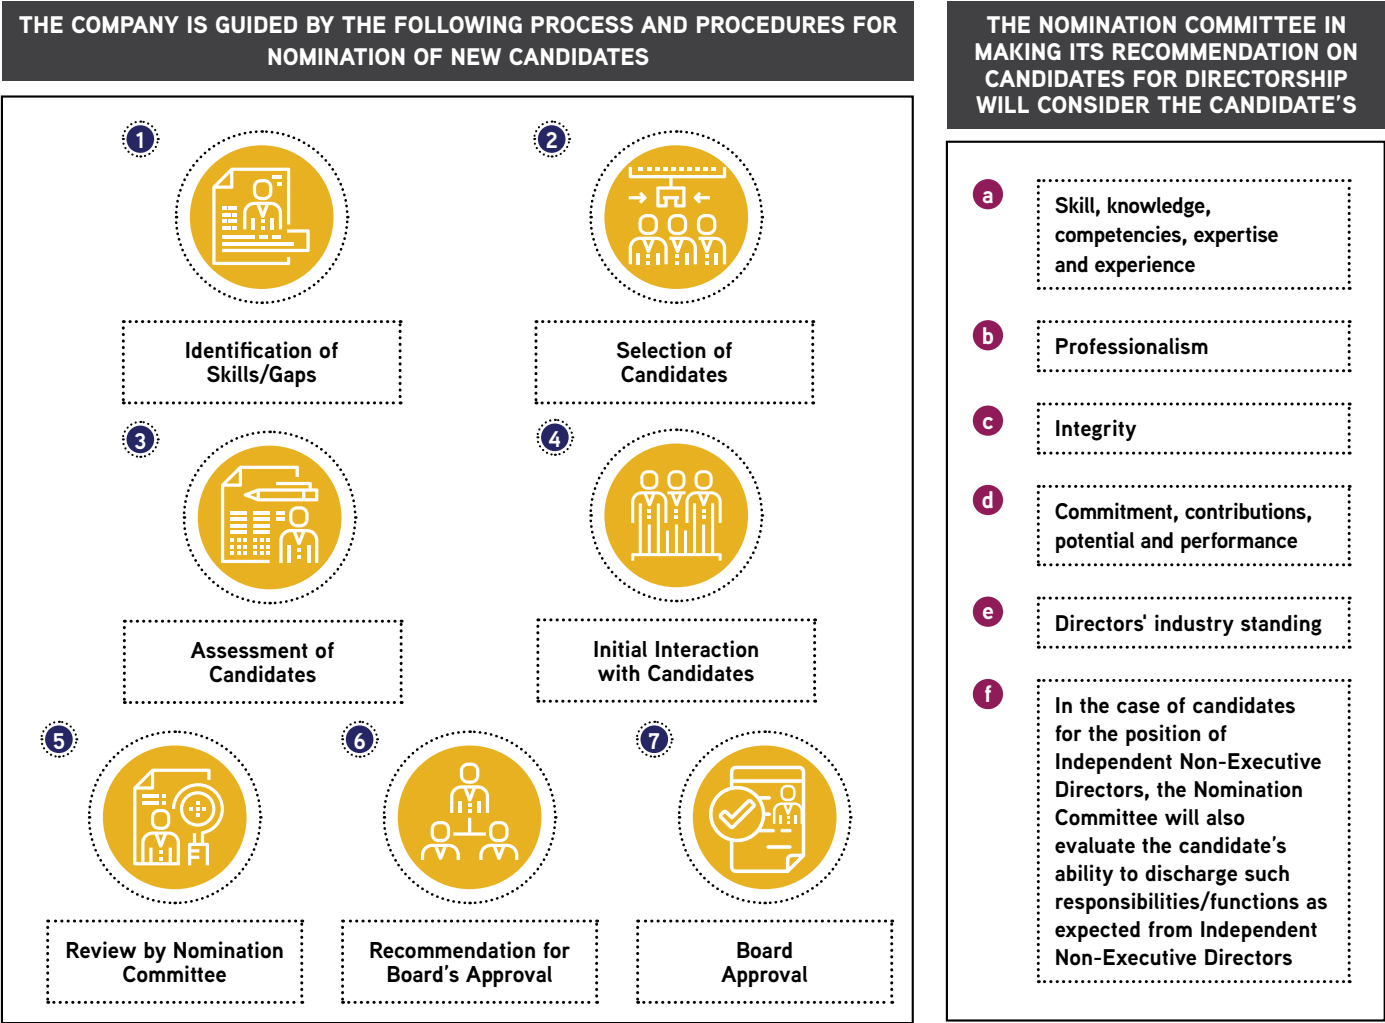 THE COMPANY IS GUIDED BY THE FOLLOWING PROCESS AND PROCEDURES FOR
NOMINATION OF NEW CANDIDATES
1
Identification of
Skills/Gaps
2
Selection of
Candidates
3
Assessment of
Candidates
4
Initial Interaction
with Candidates
5
Review by Nomination
Committee
6
Recommendation for
Board's Approval
7
Board
Approval
THE NOMINATION COMMITTEE IN
MAKING ITS RECOMMENDATION ON
CANDIDATES FOR DIRECTORSHIP
WILL CONSIDER THE CANDIDATE'S
a
Skill, knowledge,
competencies, expertise
and experience
b
Professionalism
c
Integrity
d
Commitment, contributions,
potential and performance
e
Directors' industry standing
f
In the case of candidates
for the position of
Independent Non-Executive
Directors, the Nomination
Committee will also
evaluate the candidate's
ability to discharge such
responsibilities/functions as
expected from Independent
Non-Executive Directors